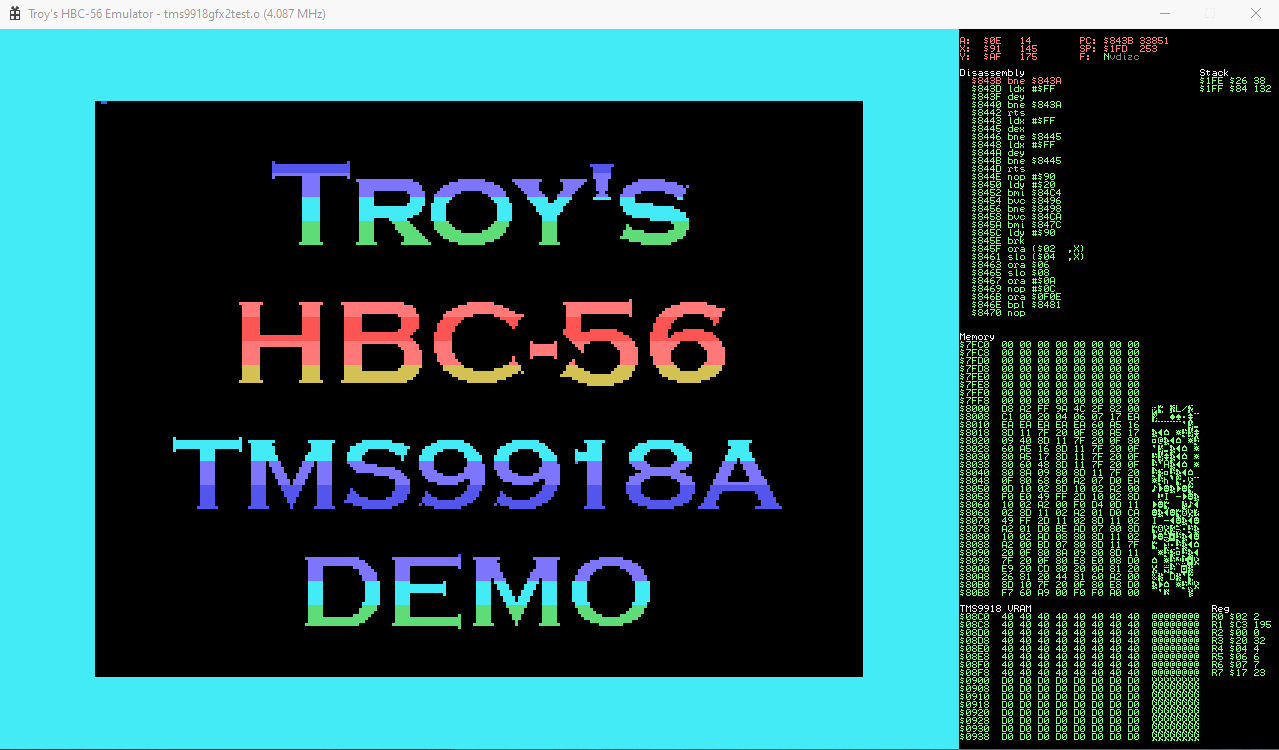 Troy's HBC-56 Emulator - tms9918gfx2test.o (4.087 MHz)
TROY'S
HBC-56
TMS9918A
DEMO
A: $0E 14 PC: $843B 33851
X: $91 145 SP: $1FD 253
Y: $AF 175 F: Nvdizc
Disassembly
$843B bne $843A
$843D ldx #$FF
$843F dey
$8440 bne $843A
$8442 rts
$8443 ldx #$FF
$8445 dex
$8446 bne $8445
$8448 ldx #$FF
$844A dey
$844B bne $8445
$844D rts
$844E nop #$90
$8450 ldy #$20
$8452 bmi $84C4
$8454 bvc $8496
$8456 bne $8498
$8458 bvc $84CA
$845A bmi $847C
$845C ldy #$90
$845E brk
$845F ora ($02 ,X)
$8461 slo ($04 ,X)
$8463 ora $06
$8465 slo $08
$8467 ora #$0A
$8469 nop #$0C
$846B ora $0F0E
$846E bpl $8481
$8470 nop
Stack
$1FE $26 38
$1FF $84 132
Memory
$7FC0 00 00 00 00 00 00 00 00
$7FC8 00 00 00 00 00 00 00 00
$7FD0 00 00 00 00 00 00 00 00
$7FD8 00 00 00 00 00 00 00 00
$7FE0 00 00 00 00 00 00 00 00
$7FE8 00 00 00 00 00 00 00 00
$7FF0 00 00 00 00 00 00 00 00
$7FF8 00 00 00 00 00 00 00 00
$8000 D8 A2 FF 9A 4C 2F 82 00
$8008 C1 00 20 04 06 07 17 EA
$8010 EA EA EA EA EA 60 A5 16
$8018 8D 11 7F 20 0F 80 A5 17
$8020 09 40 8D 11 7F 20 0F 80
$8028 60 A5 16 8D 11 7F 20 0F
$8030 80 A5 17 8D 11 7F 20 0F
$8038 80 60 48 8D 11 7F 20 0F
$8040 80 8A 09 80 8D 11 7F 20
$8048 0F 80 68 60 A2 07 D0 EA
$8050 0D 10 02 8D 10 02 A2 00
$8058 F0 E0 49 FF 2D 10 02 8D
$8060 10 02 A2 00 F0 D4 0D 11
$8068 02 8D 11 02 A2 01 D0 CA
$8070 49 FF 2D 11 02 8D 11 02
$8078 A2 01 D0 BE AD 07 80 8D
$8080 10 02 AD 08 80 8D 11 02
$8088 A2 00 BD 07 80 8D 11 7F
$8090 20 0F 80 8A 09 80 8D 11
$8098 7F 20 0F 80 E8 E0 08 D0
$80A0 E9 20 CD 80 20 0A 81 20
$80A8 26 81 20 44 81 60 A2 00
$80B0 8D 10 7F 20 0F 80 E8 D0
$80B8 F7 60 A9 00 F0 F0 A0 00
TMS9918 VRAM
$08C0 40 40 40 40 40 40 40 40 @@@@@@@@
$08C8 40 40 40 40 40 40 40 40 @@@@@@@@
$08D0 40 40 40 40 40 40 40 40 @@@@@@@@
$08D8 40 40 40 40 40 40 40 40 @@@@@@@@
$08E0 40 40 40 40 40 40 40 40 @@@@@@@@
$08E8 40 40 40 40 40 40 40 40 @@@@@@@@
$08F0 40 40 40 40 40 40 40 40 @@@@@@@@
$08F8 40 40 40 40 40 40 40 40 @@@@@@@@
$0900 D0 D0 D0 D0 D0 D0 D0 D0
$0908 D0 D0 D0 D0 D0 D0 D0 D0
$0910 D0 D0 D0 D0 D0 D0 D0 D0
$0918 D0 D0 D0 D0 D0 D0 D0 D0
$0920 D0 D0 D0 D0 D0 D0 D0 D0
$0928 D0 D0 D0 D0 D0 D0 D0 D0
$0930 D0 D0 D0 D0 D0 D0 D0 D0
$0938 D0 D0 D0 D0 D0 D0 D0 D0
Reg
R0 $02 2
R1 $C3 195
R2 $00 0
R3 $20 32
R4 $04 4
R5 $06 6
R6 $07 7
R7 $17 23